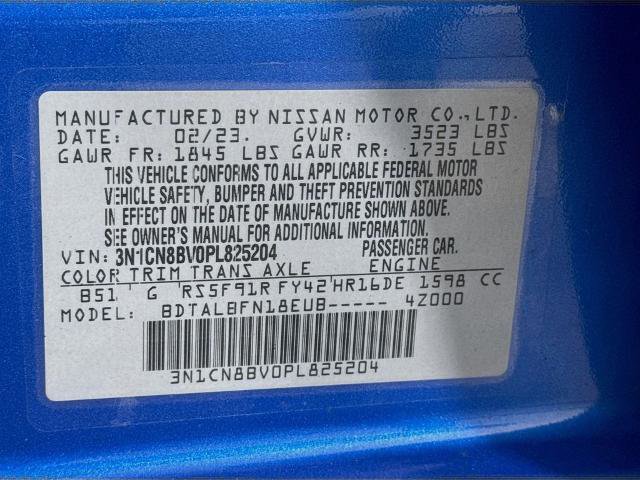 MANUFACTURED BY NISSAN MOTOR CO.,LTD.
DATE: 02/23. GVWR: 3523 LBS
GAWR FR: 1845 LBS GAWR RR: 1735 LBS
THIS VEHICLE CONFORMS TO ALL APPLICABLE FEDERAL MOTOR
VEHICLE SAFETY, BUMPER AND THEFT PREVENTION STANDARDS
IN EFFECT ON THE DATE OF MANUFACTURE SHOWN ABOVE.
SEE OWNER'S MANUAL FOR ADDITIONAL INFORMATION.
VIN: 3N1CN8BV0PL825204 PASSENGER CAR.
COLOR TRIM TRANS AXLE ENGINE
B51 G RS5F91R FY42 HR16DE 1598 CC
MODEL: BDTALBFN18EUB----- 4Z000
3N1CN8BV0PL825204